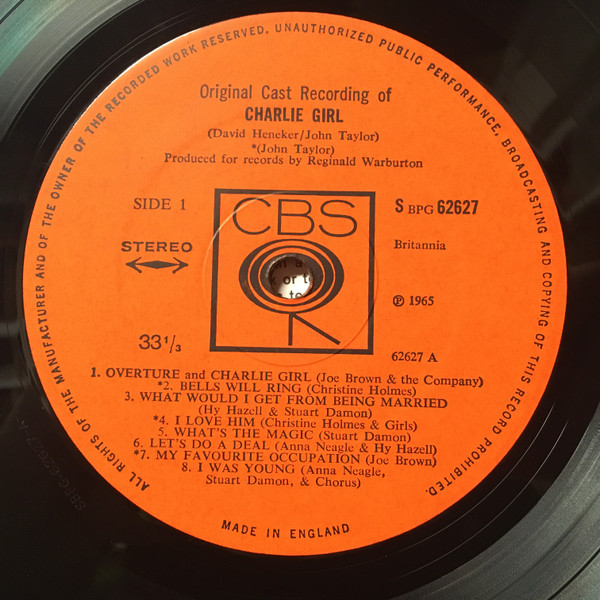 ALL RIGHTS OF THE MANUFACTURER AND OF THE OWNER OF THE RECORDED WORK RESERVED. UNAUTHORIZED PUBLIC PERFORMANCE, BROADCASTING AND COPYING OF THIS RECORD PROHIBITED.
Original Cast Recording of
CHARLIE GIRL
(David Heneker/John Taylor)
*(John Taylor)
Produced for records by Reginald Warburton
SIDE 1
CBS
S BPG 62627
STEREO
Britannia
℗ 1965
33 1/3
62627 A
1. OVERTURE and CHARLIE GIRL (Joe Brown & the Company)
*2. BELLS WILL RING (Christine Holmes)
3. WHAT WOULD I GET FROM BEING MARRIED
(Hy Hazell & Stuart Damon)
*4. I LOVE HIM (Christine Holmes & Girls)
5. WHAT'S THE MAGIC (Stuart Damon)
6. LET'S DO A DEAL (Anna Neagle & Hy Hazell)
*7. MY FAVOURITE OCCUPATION (Joe Brown)
8. I WAS YOUNG (Anna Neagle,
Stuart Damon, & Chorus)
MADE IN ENGLAND